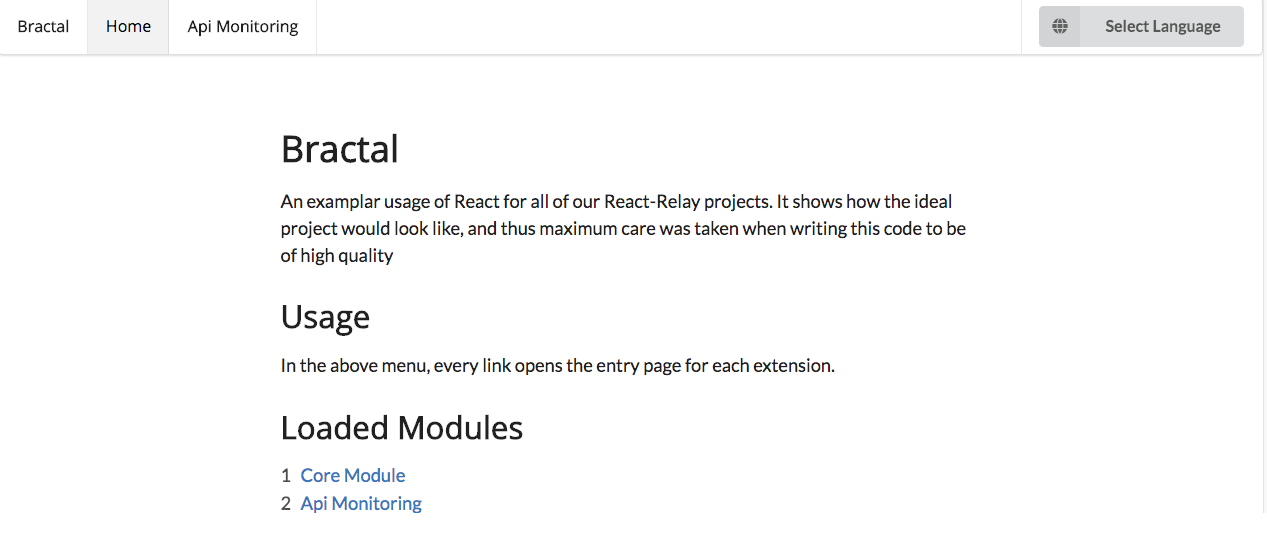 Bractal Home Api Monitoring Select Language
Bractal
An examplar usage of React for all of our React-Relay projects. It shows how the ideal
project would look like, and thus maximum care was taken when writing this code to be
of high quality
Usage
In the above menu, every link opens the entry page for each extension.
Loaded Modules
1 Core Module
2 Api Monitoring